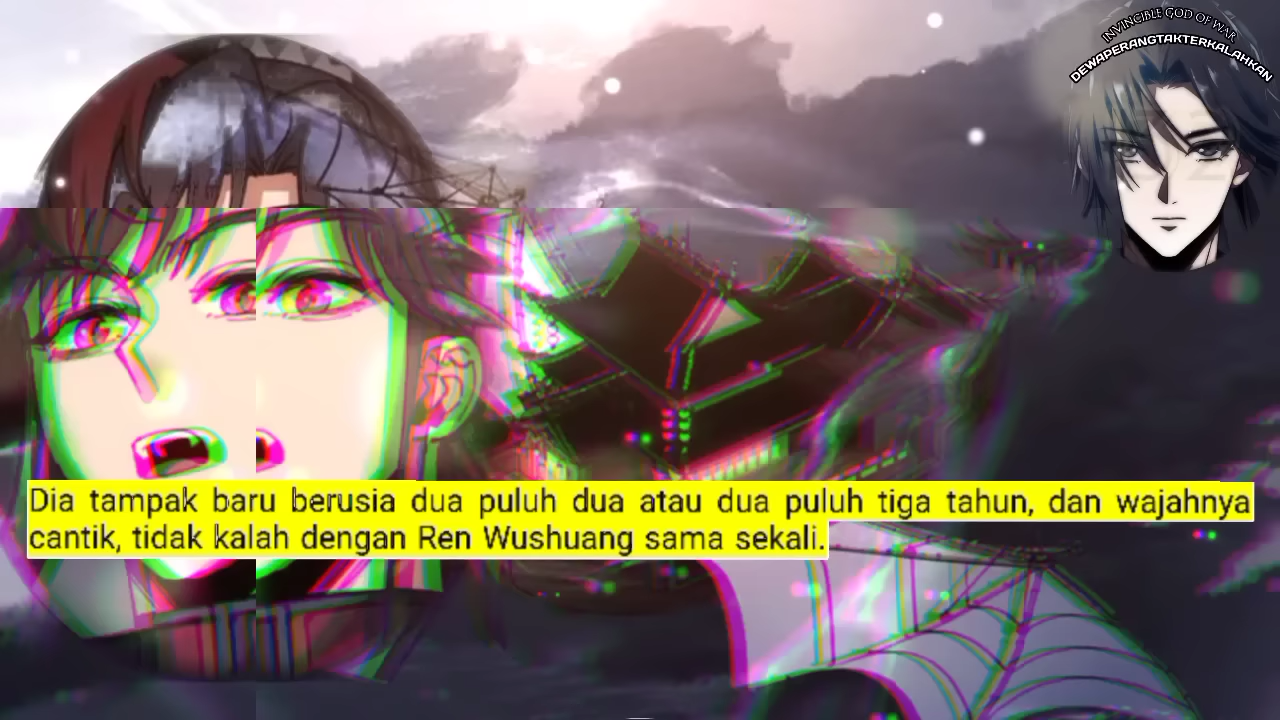 INVINCIBLE GOD OF WAR
DEWAPERANGTAKTERKALAHKAN
Dia tampak baru berusia dua puluh dua atau dua puluh tiga tahun, dan wajahnya
cantik, tidak kalah dengan Ren Wushuang sama sekali.